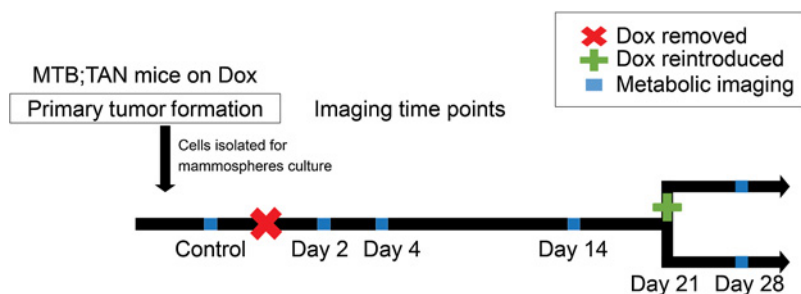 MTB;TAN mice on Dox
Primary tumor formation
Imaging time points
Cells isolated for
mammospheres culture
Dox removed
Dox reintroduced
Metabolic imaging
Control
Day 2
Day 4
Day 14
Day 21
Day 28